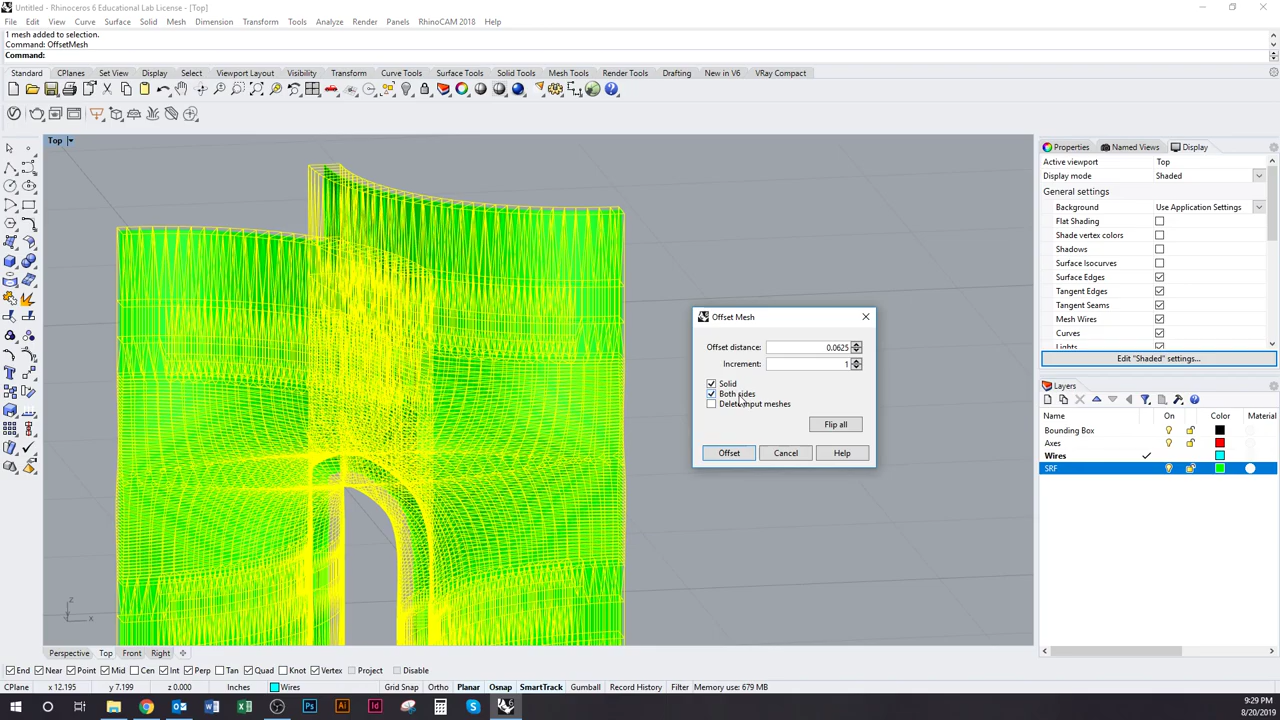 Untitled - Rhinoceros 6 Educational Lab License - [Top]
File Edit View Curve Surface Solid Mesh Dimension Transform Tools Analyze Render Panels RhinoCAM 2018 Help
1 mesh added to selection.
Command: OffsetMesh
Command:
Standard CPlanes Set View Display Select Viewport Layout Visibility Transform Curve Tools Surface Tools Solid Tools Mesh Tools Render Tools Drafting New in V6 VRay Compact
Top
Properties Named Views Display
Active viewport Top
Display mode Shaded
General settings
Background Use Application Settings
Flat Shading
Shade vertex colors
Shadows
Surface Isocurves
Surface Edges
Tangent Edges
Tangent Seams
Mesh Wires
Curves
Lights
Edit "Shaded" settings...
Offset Mesh
Offset distance: 0.0625
Increment: 1
Solid
Both sides
Delete input meshes
Flip all
Offset Cancel Help
Layers
Name On Color Material
Bounding Box
Axes
Wires
SRF
z
x
Perspective Top Front Right
End Near Point Mid Cen Int Perp Tan Quad Knot Vertex Project Disable
CPlane x 12.195 y 7.199 z 0.000 Inches Wires Grid Snap Ortho Planar Osnap SmartTrack Gumball Record History Filter Memory use: 679 MB
9:29 PM
8/20/2019